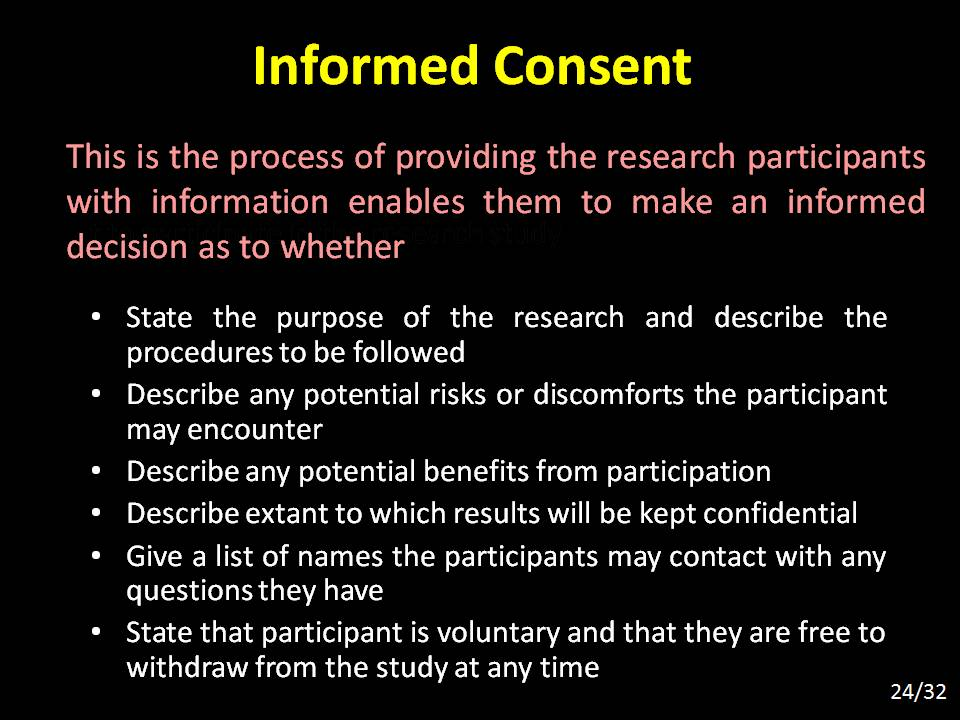 Informed Consent
This is the process of providing the research participants
with information enables them to make an informed
decision as to whether
research study
• State the purpose of the research and describe the
procedures to be followed
• Describe any potential risks or discomforts the participant
may encounter
• Describe any potential benefits from participation
• Describe extant to which results will be kept confidential
• Give a list of names the participants may contact with any
questions they have
• State that participant is voluntary and that they are free to
withdraw from the study at any time
24/32